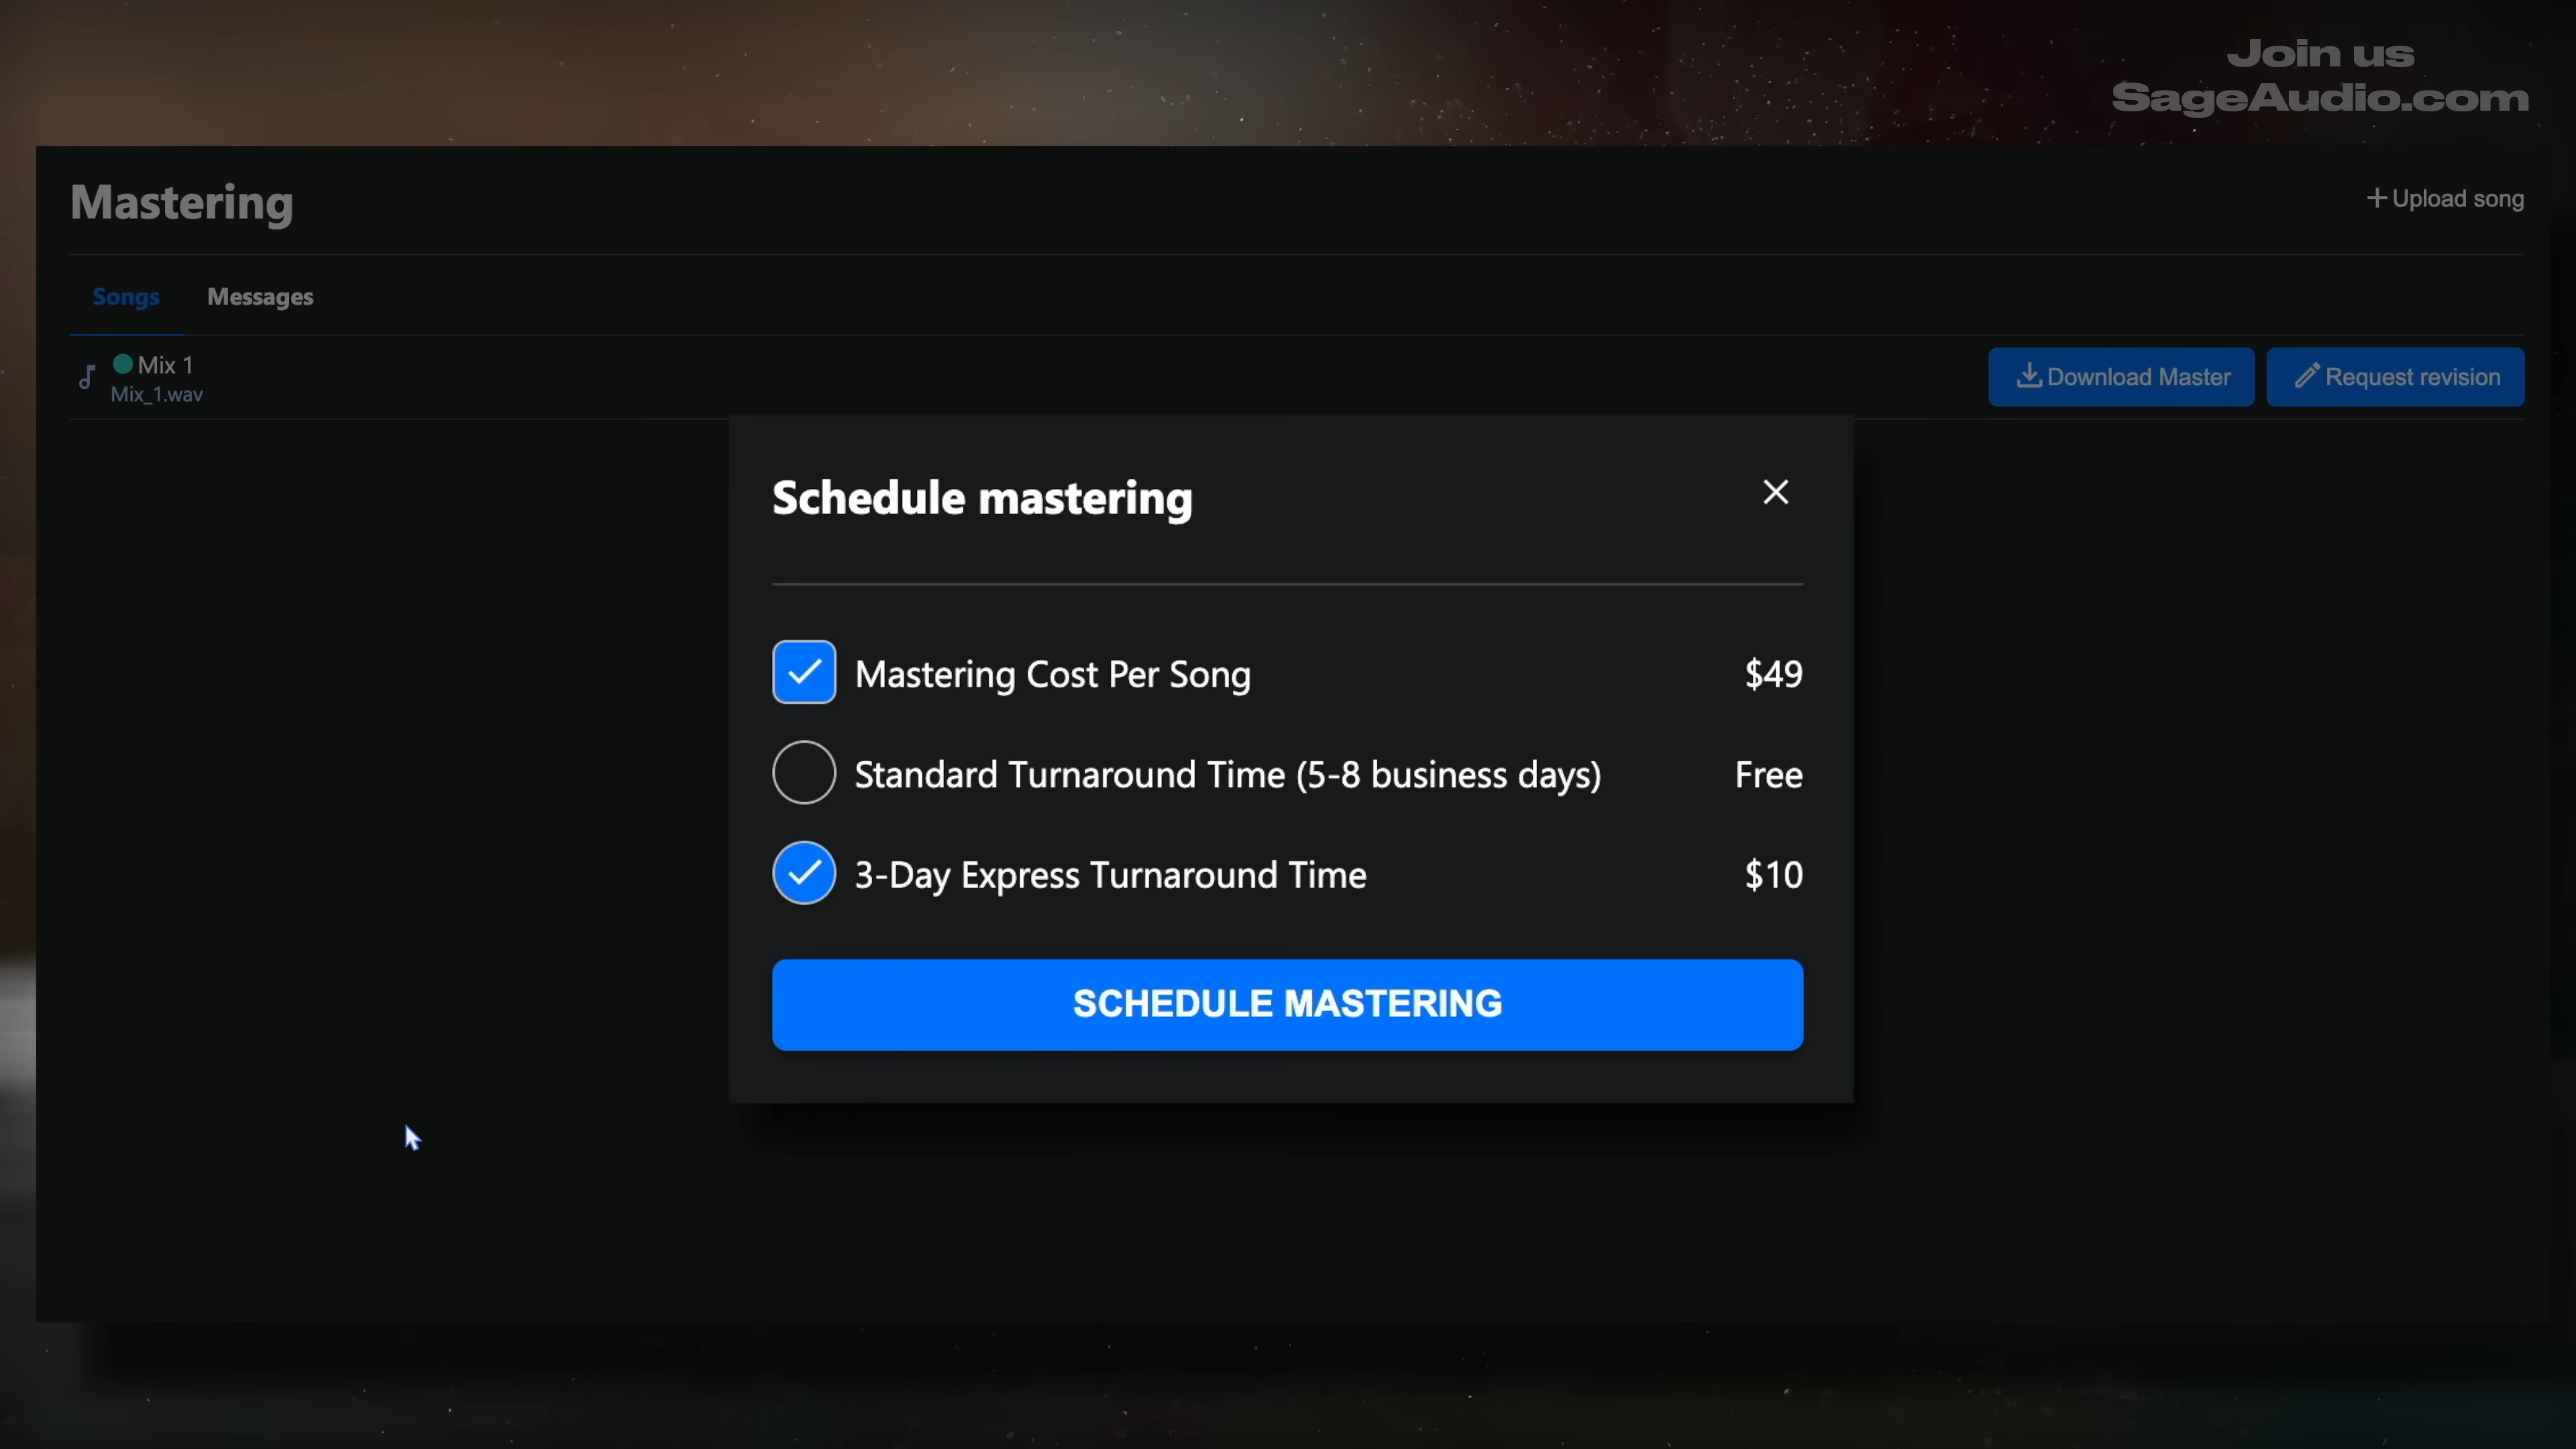 Join us
SageAudio.com
Mastering
Upload song
Songs
Messages
Mix 1
Mix_1.wav
Download Master
Request revision
Schedule mastering
Mastering Cost Per Song $49
Standard Turnaround Time (5-8 business days) Free
3-Day Express Turnaround Time $10
SCHEDULE MASTERING